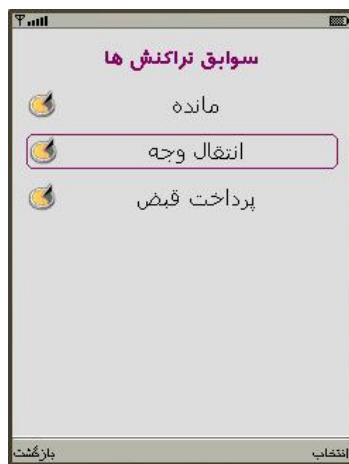 سوابق تراکنش ها
مانده
انتقال وجه
پرداخت قبض
انتخاب
بازگشت